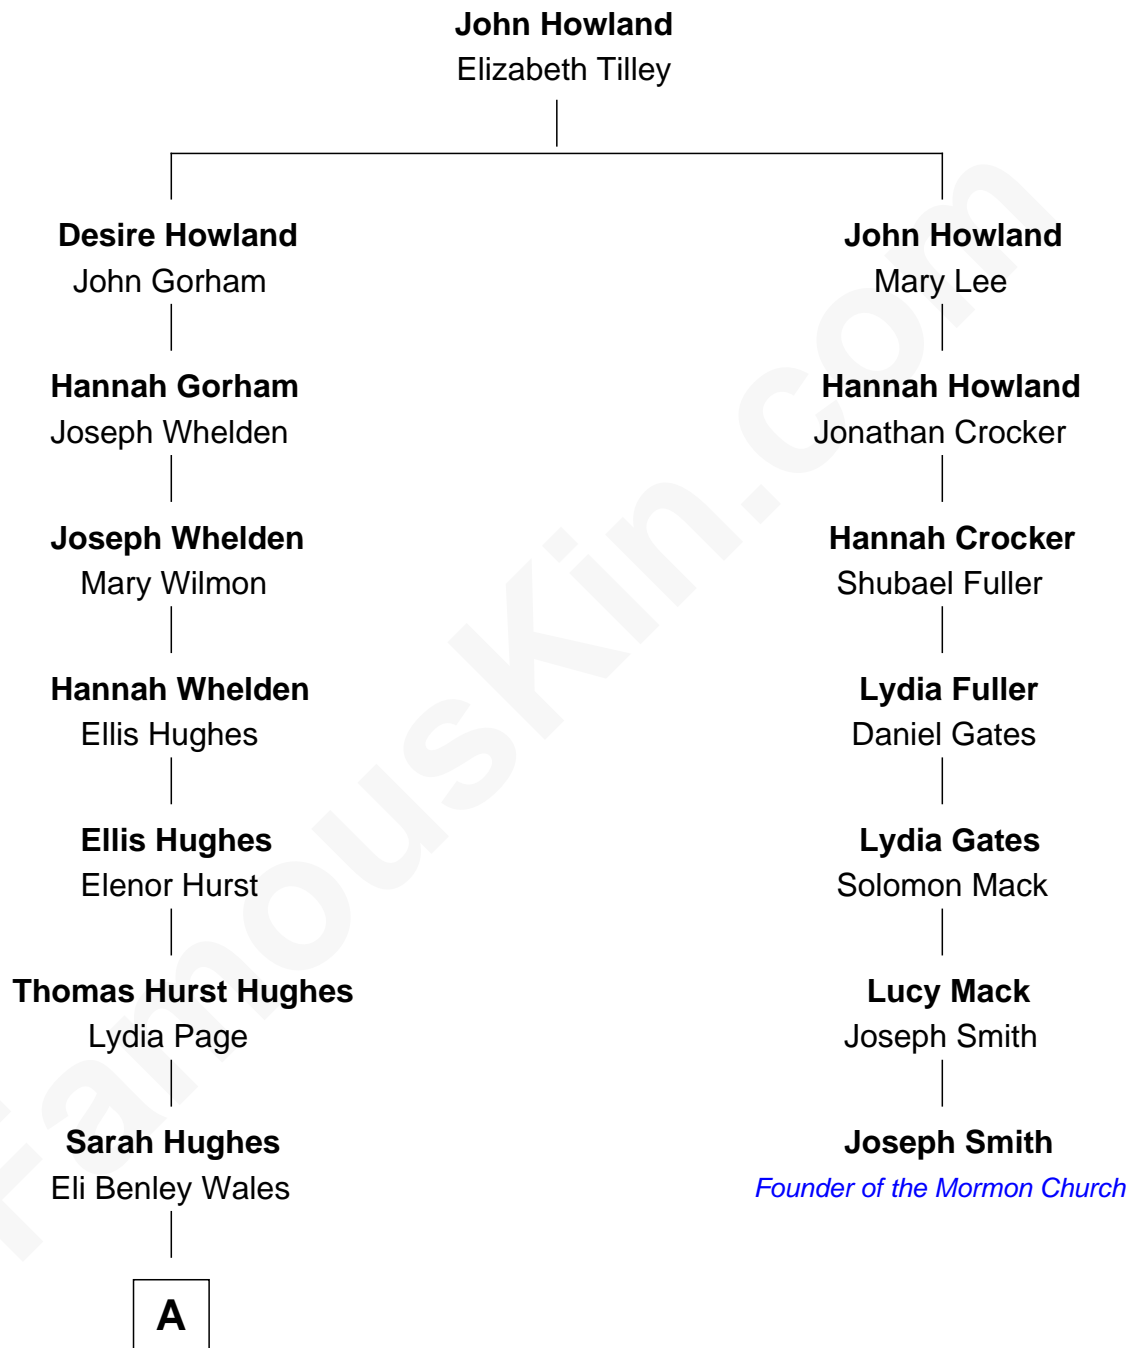 John Howland
Elizabeth Tilley
Desire Howland
John Gorham
John Howland
Mary Lee
Hannah Gorham
Joseph Whelden
Hannah Howland
Jonathan Crocker
Joseph Whelden
Mary Wilmon
Hannah Crocker
Shubael Fuller
Hannah Whelden
Ellis Hughes
Lydia Fuller
Daniel Gates
Ellis Hughes
Elenor Hurst
Lydia Gates
Solomon Mack
Thomas Hurst Hughes
Lydia Page
Lucy Mack
Joseph Smith
Sarah Hughes
Eli Benley Wales
Joseph Smith
Founder of the Mormon Church
A
FamousKin.com